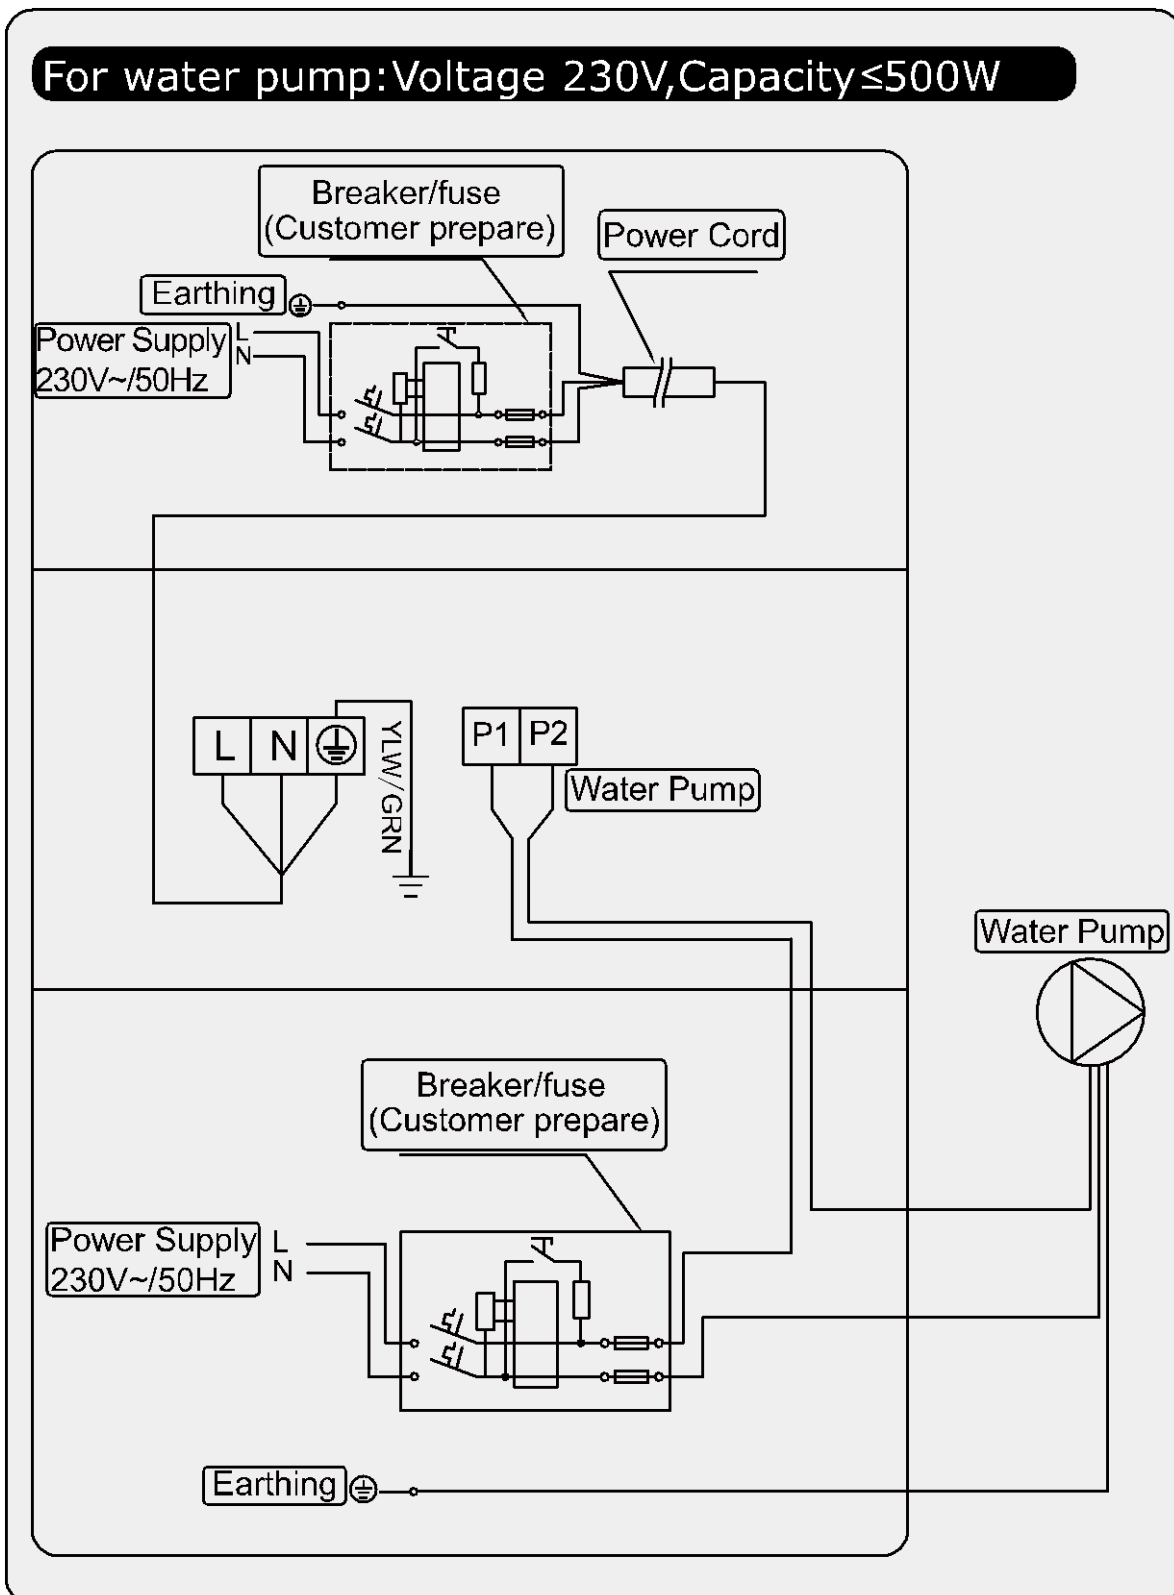 For water pump:Voltage 230V,Capacity≤500W
Breaker/fuse
(Customer prepare)
Power Cord
Earthing
Power Supply
230V~/50Hz
L
N
L N
YLW/GRN
P1 P2
Water Pump
Water Pump
Breaker/fuse
(Customer prepare)
Power Supply
230V~/50Hz
L
N
Earthing